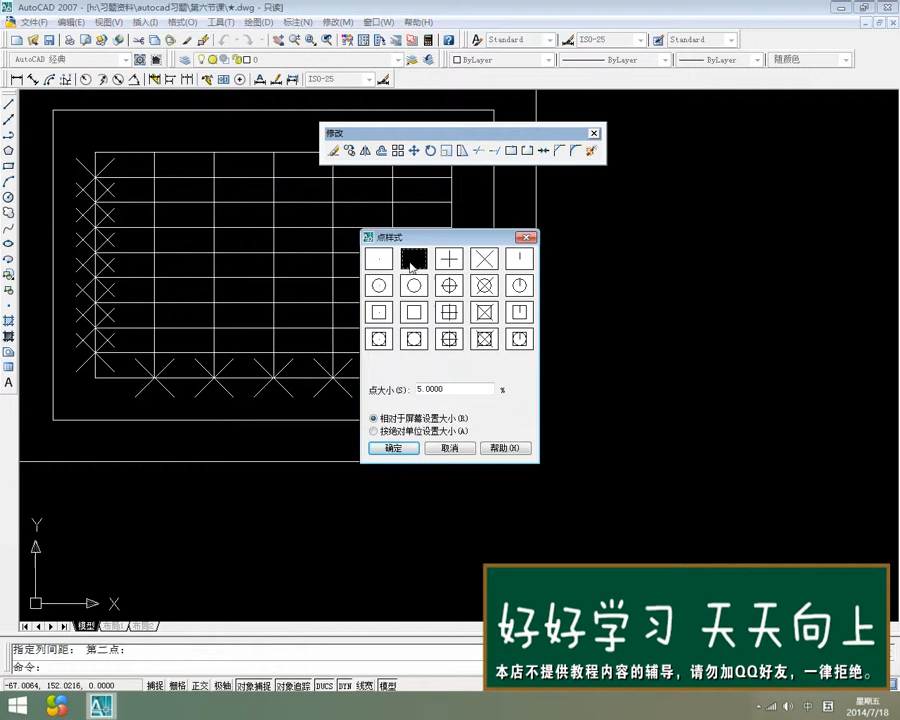 AutoCAD 2007 - [h:\习题资料\autocad习题\第六节课\★.dwg - 只读]
文件(F) 编辑(E) 视图(V) 插入(I) 格式(O) 工具(T) 绘图(D) 标注(N) 修改(M) 窗口(W) 帮助(H)
Standard ISO-25 Standard
AutoCAD 经典 0 ByLayer ByLayer ByLayer 随颜色
ISO-25
修改
点样式
点大小(S): 5.0000 %
相对于屏幕设置大小(R)
按绝对单位设置大小(A)
确定 取消 帮助(H)
Y
X
模型 布局1 布局2
好好学习 天天向上
本店不提供教程内容的辅导，请勿加QQ好友，一律拒绝。
指定列间距: 第二点:
命令:
-67.0064, 152.0216, 0.0000 捕捉 栅格 正交 极轴 对象捕捉 对象追踪 DUCS DYN 线宽 模型
中 五
星期五
2014/7/18